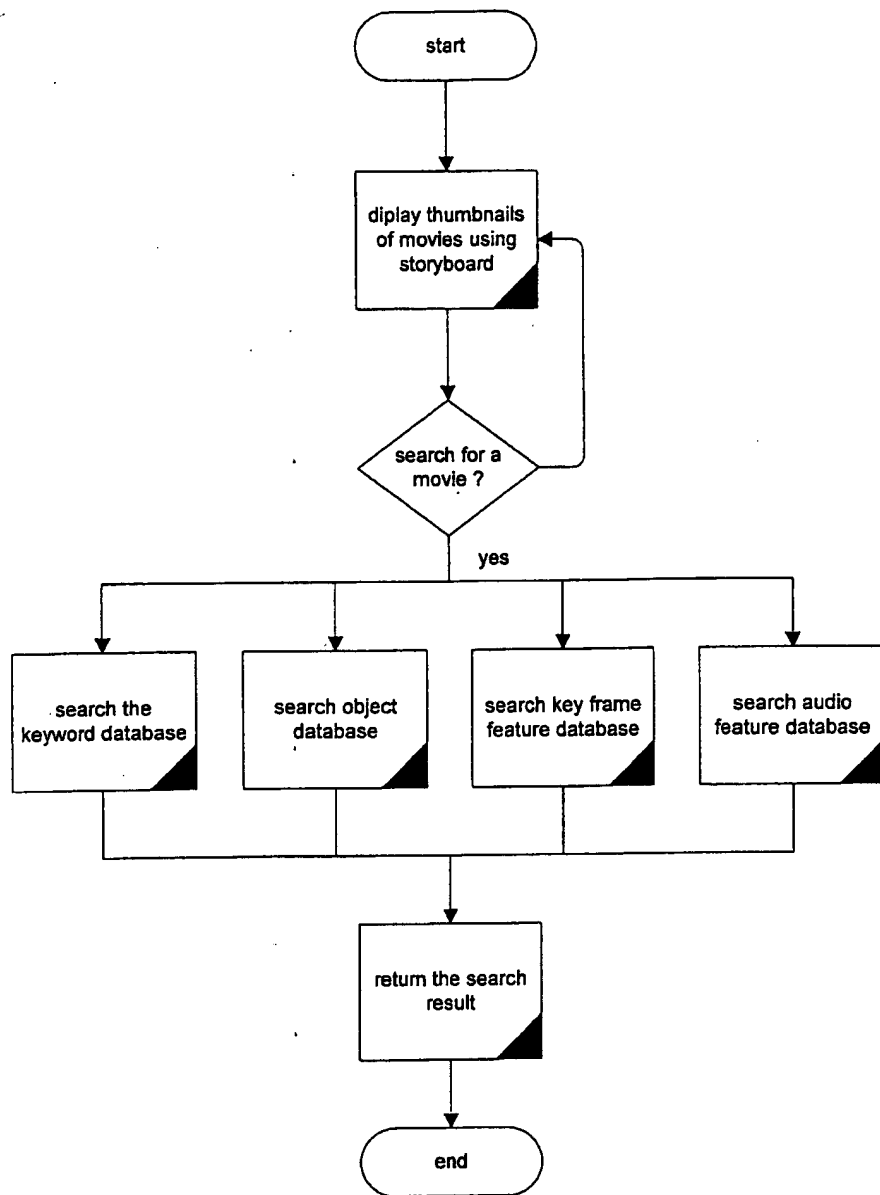 start
diplay thumbnails
of movies using
storyboard
search for a
movie ?
yes
search the
keyword database
search object
database
search key frame
feature database
search audio
feature database
return the search
result
end